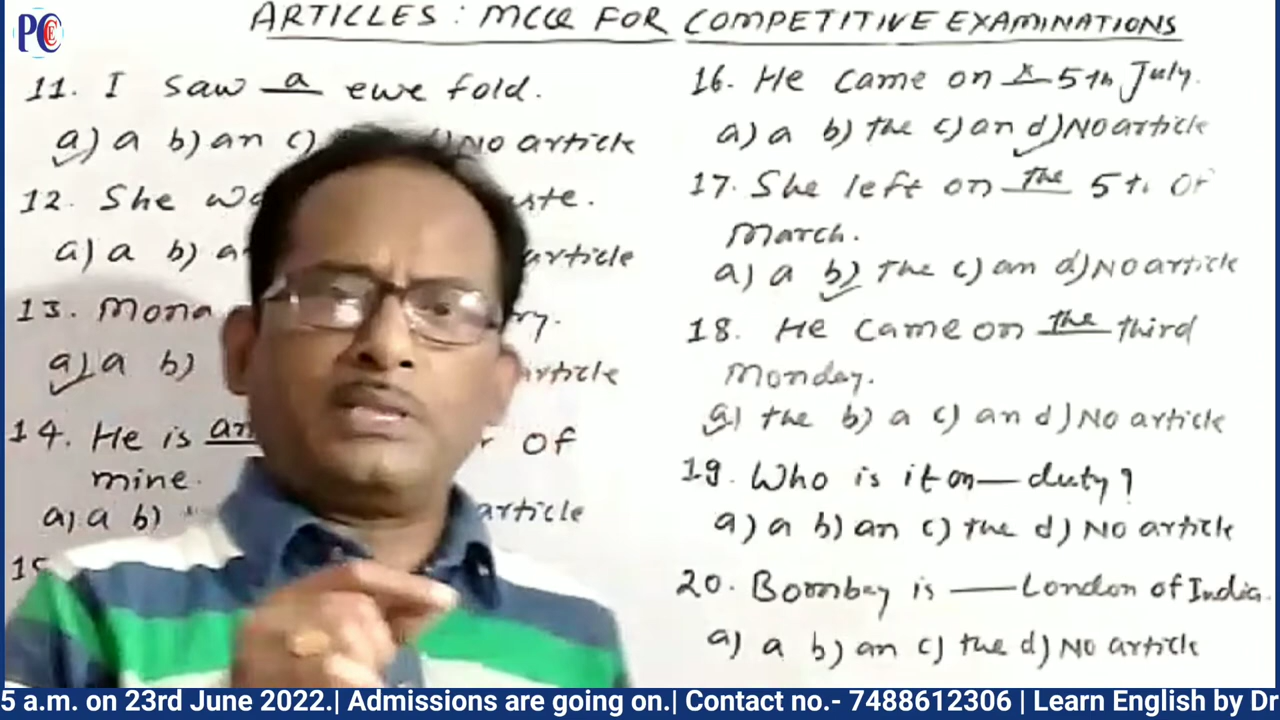 PCC
ARTICLES : MCQ FOR COMPETITIVE EXAMINATIONS
11. I saw a ewe fold.
a) a b) an c) No article
12. She
a) a b) article
13. Mona
a) a b) article
14. He is an of
mine.
a) a b) article
15
16. He came on x 5th July.
a) a b) the c) an d) No article
17. She left on the 5th of
March.
a) a b) the c) an d) No article
18. He came on the third
Monday.
a) the b) a c) an d) No article
19. Who is it on — duty?
a) a b) an c) the d) No article
20. Bombay is — London of India.
a) a b) an c) the d) No article
5 a.m. on 23rd June 2022.| Admissions are going on.| Contact no.- 7488612306 | Learn English by Dr